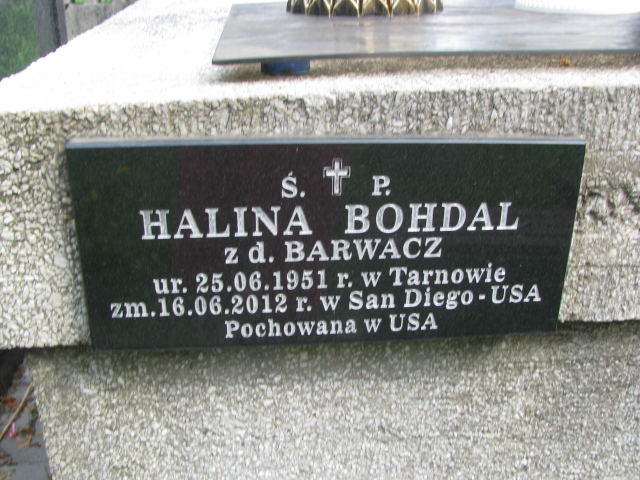 Ś. P.
HALINA BOHDAL
z d. BARWACZ
ur. 25.06.1951 r. w Tarnowie
zm.16.06.2012 r. w San Diego - USA
Pochowana w USA